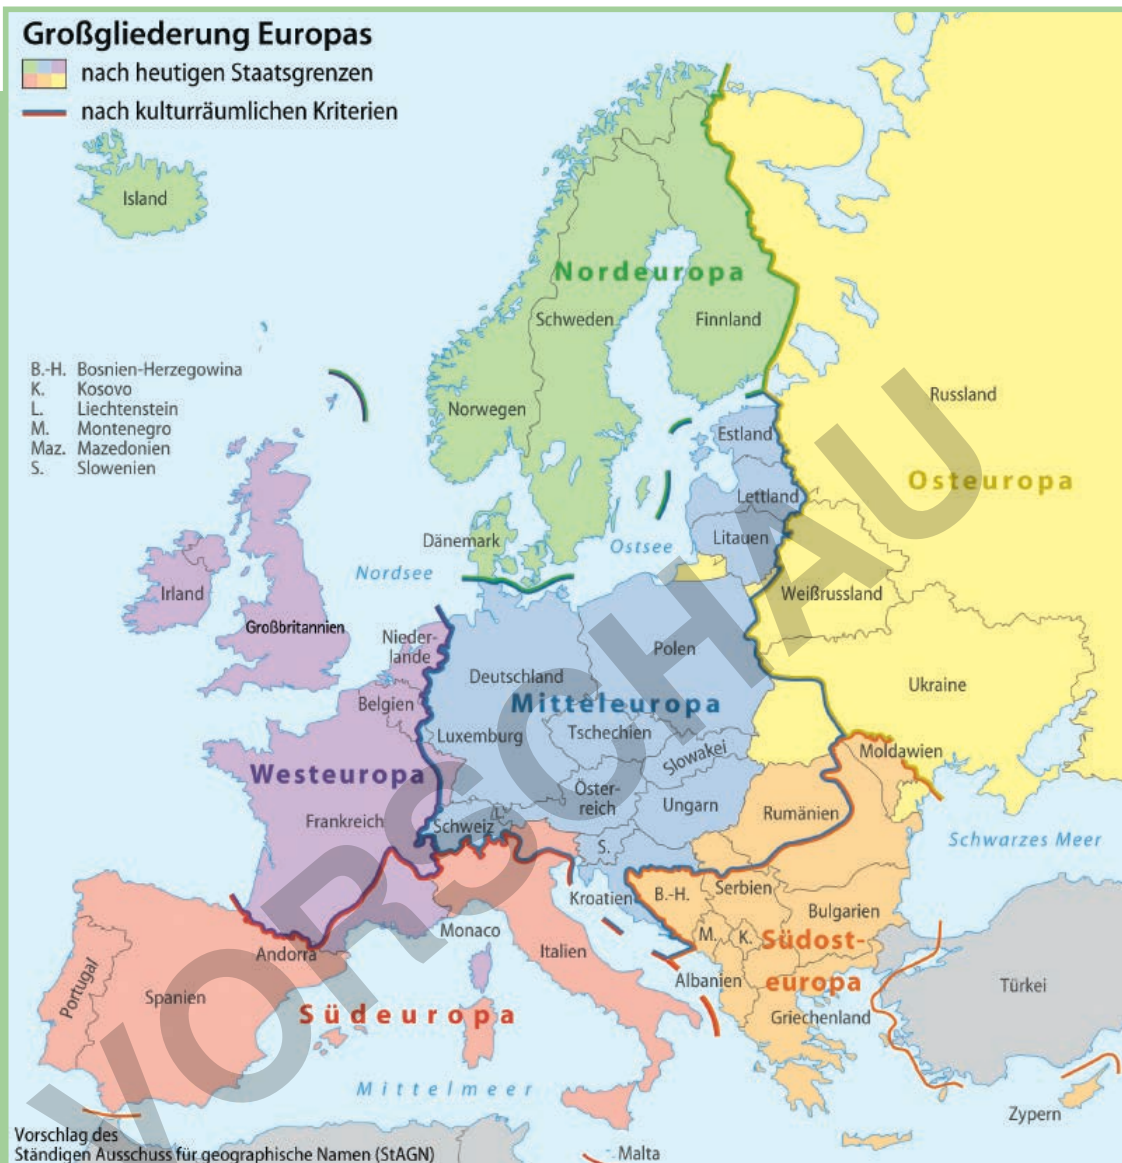 Großgliederung Europas
nach heutigen Staatsgrenzen
nach kulturräumlichen Kriterien
Island
Nordeuropa
Schweden
Finnland
Norwegen
B.-H. Bosnien-Herzegowina
K. Kosovo
L. Liechtenstein
M. Montenegro
Maz. Mazedonien
S. Slowenien
Russland
Osteuropa
Estland
Lettland
Litauen
Dänemark
Ostsee
Nordsee
Irland
Großbritannien
Weißrussland
Nieder-
lande
Polen
Deutschland
Ukraine
Belgien
Mitteleuropa
Luxemburg
Tschechien
Slowakei
Moldawien
Westeuropa
Öster-
reich
Ungarn
Rumänien
Frankreich
Schweiz
L.
S.
Schwarzes Meer
Kroatien
B.-H.
Serbien
Bulgarien
Monaco
Andorra
Italien
M.
K.
Südost-
europa
Albanien
Portugal
Spanien
Türkei
Südeuropa
Griechenland
Mittelmeer
Zypern
Malta
Vorschlag des
Ständigen Ausschuss für geographische Namen (StAGN)
VORSCHAU